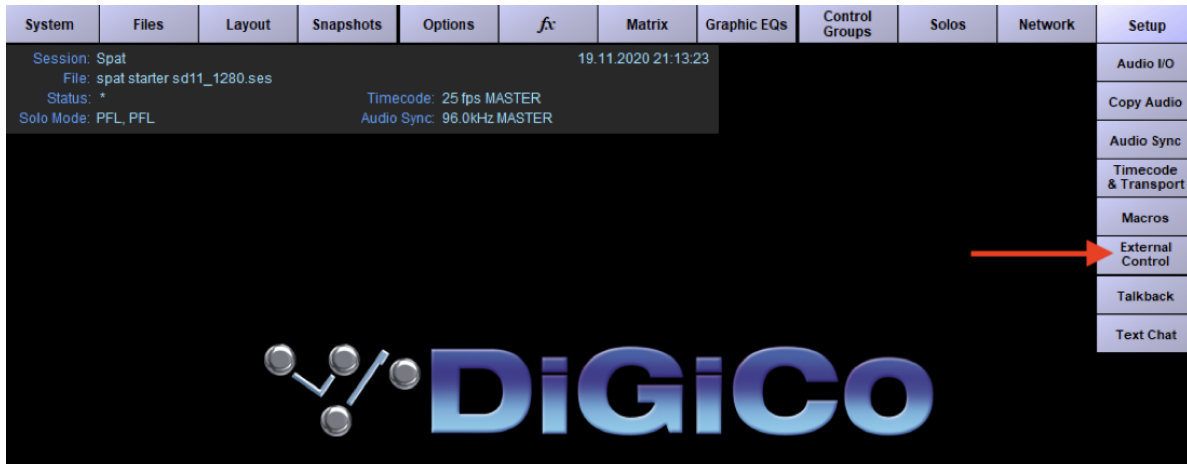 System Files Layout Snapshots Options fx Matrix Graphic EQs Control Groups Solos Network Setup
Session: Spat 19.11.2020 21:13:23
File: spat starter sd11_1280.ses
Status: * Timecode: 25 fps MASTER
Solo Mode: PFL, PFL Audio Sync: 96.0kHz MASTER
Audio I/O
Copy Audio
Audio Sync
Timecode
& Transport
Macros
External
Control
Talkback
Text Chat
DiGiCo